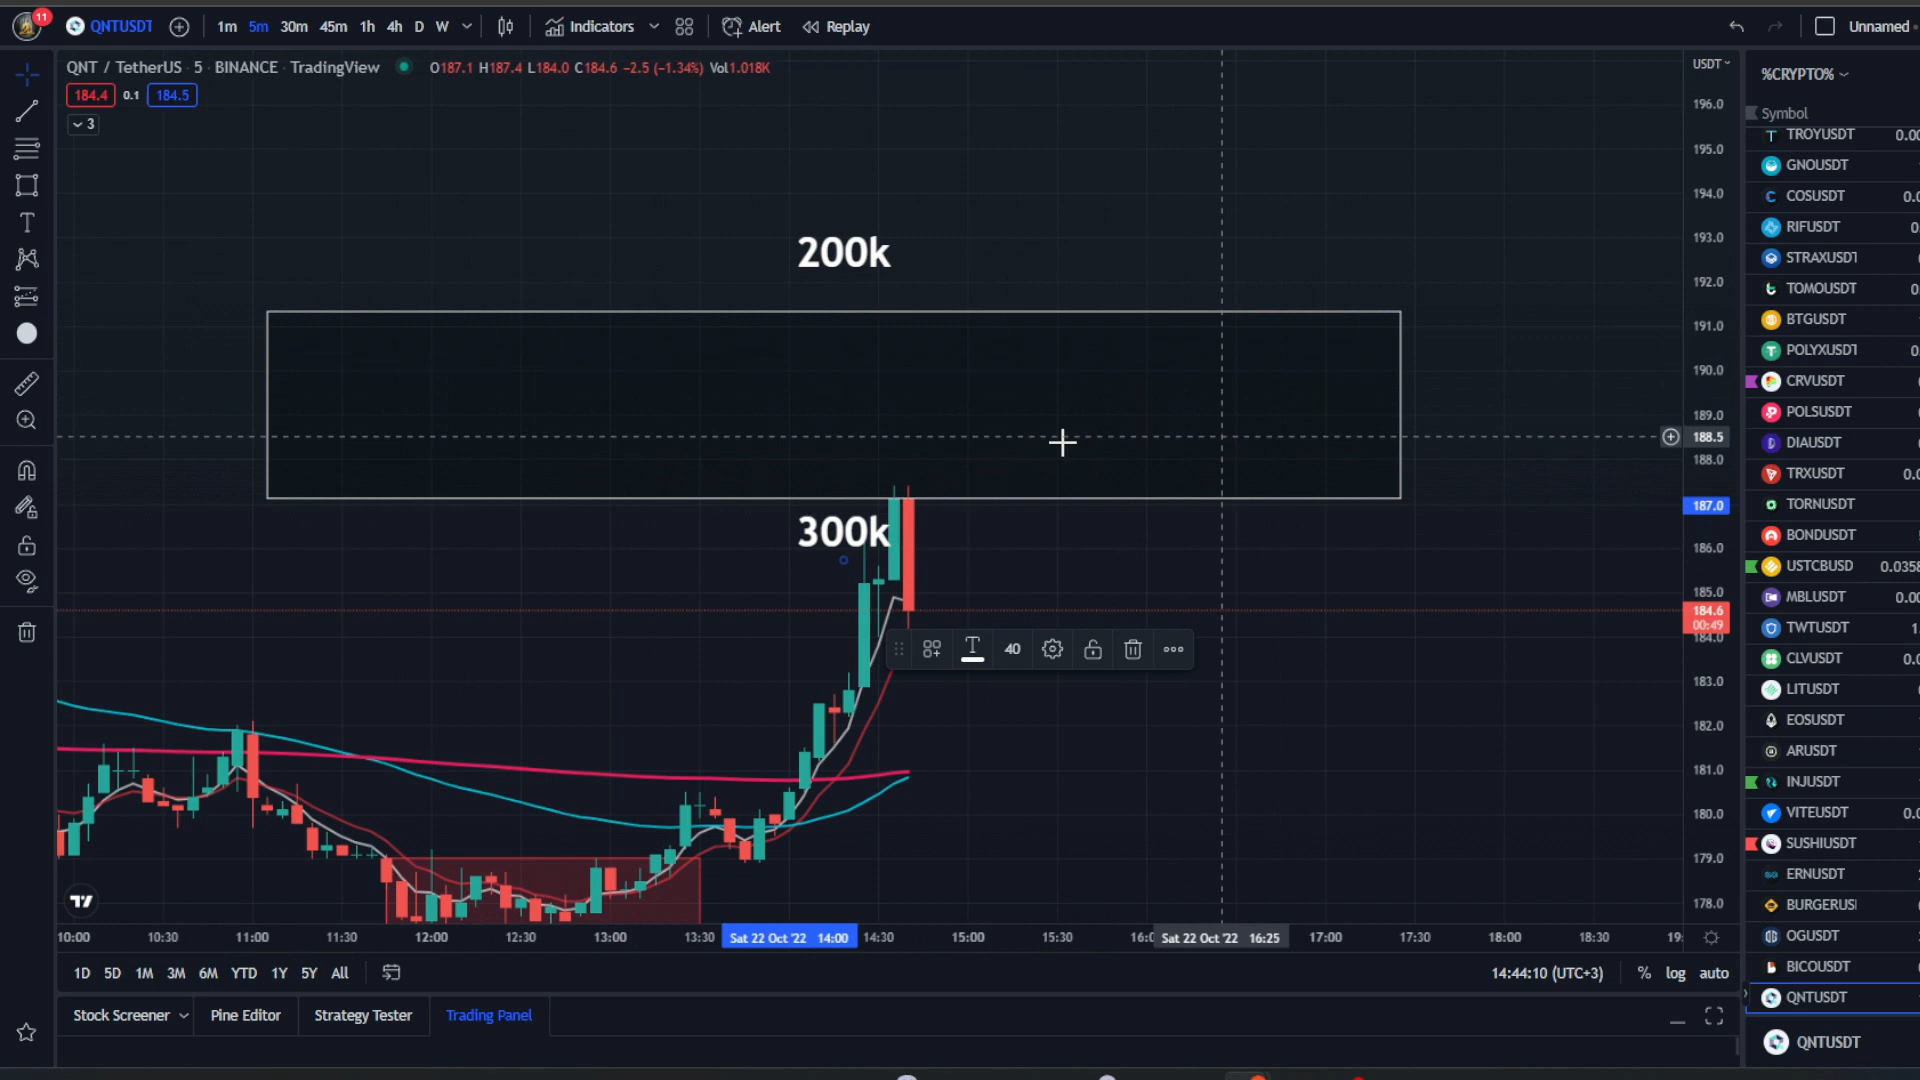 11
QNTUSDT
1m 5m 30m 45m 1h 4h D W
Indicators
Alert
Replay
Unnamed
QNT / TetherUS · 5 · BINANCE · TradingView
O187.1 H187.4 L184.0 C184.6 −2.5 (−1.34%) Vol1.018K
184.4 0.1 184.5
3
USDT
196.0
195.0
194.0
193.0
192.0
191.0
190.0
189.0
188.5
188.0
187.0
186.0
185.0
184.6
00:49
184.0
183.0
182.0
181.0
180.0
179.0
178.0
200k
300k
T 40
10:00 10:30 11:00 11:30 12:00 12:30 13:00 13:30 Sat 22 Oct '22 14:00 14:30 15:00 15:30 Sat 22 Oct '22 16:25 17:00 17:30 18:00 18:30
1D 5D 1M 3M 6M YTD 1Y 5Y All
14:44:10 (UTC+3) % log auto
Stock Screener Pine Editor Strategy Tester Trading Panel
%CRYPTO%
Symbol
TROYUSDT
GNOUSDT
COSUSDT
RIFUSDT
STRAXUSDT
TOMOUSDT
BTGUSDT
POLYXUSDT
CRVUSDT
POLSUSDT
DIAUSDT
TRXUSDT
TORNUSDT
BONDUSDT
USTCBUSD
MBLUSDT
TWTUSDT
CLVUSDT
LITUSDT
EOSUSDT
ARUSDT
INJUSDT
VITEUSDT
SUSHIUSDT
ERNUSDT
BURGERUS
OGUSDT
BICOUSDT
QNTUSDT
QNTUSDT